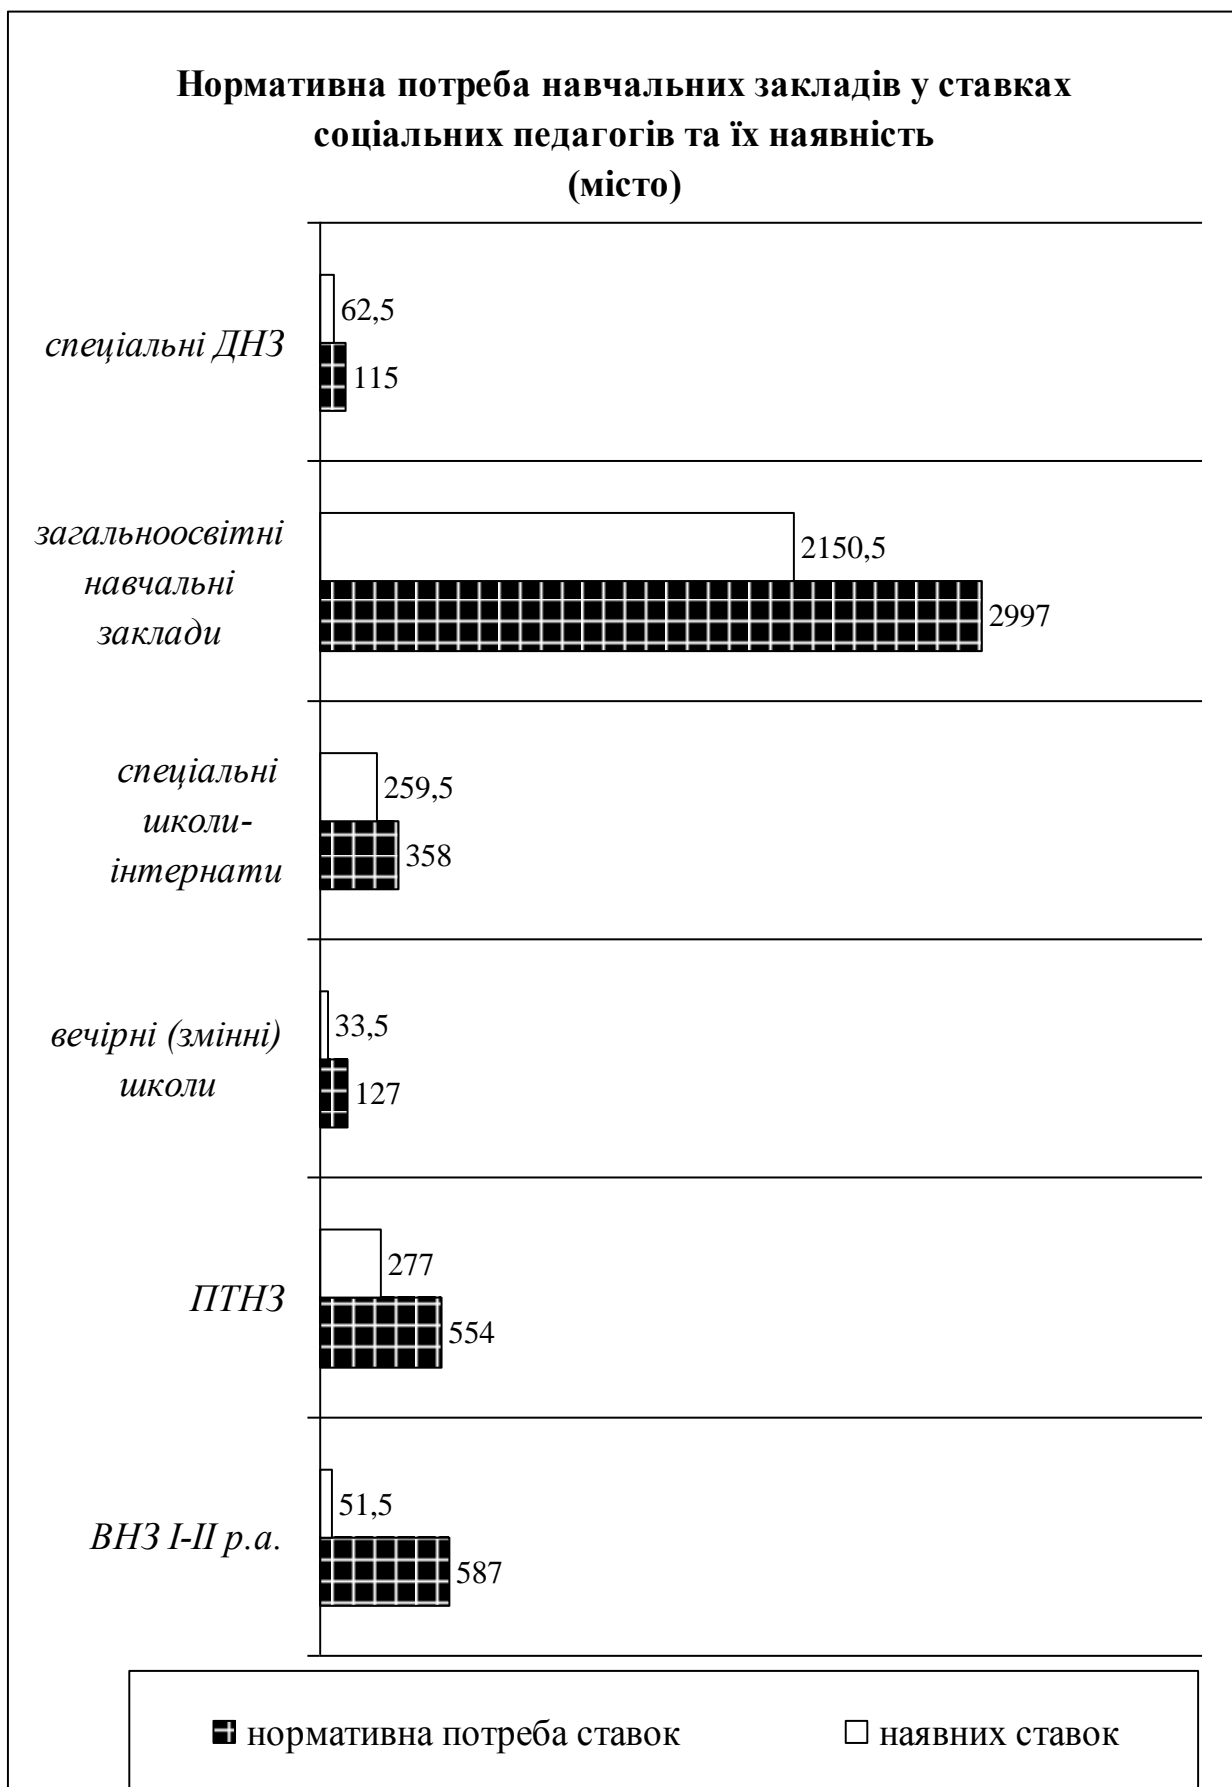 Нормативна потреба навчальних закладів у ставках
соціальних педагогів та їх наявність
(місто)
62,5
спеціальні ДНЗ
115
загальноосвітні
навчальні
заклади
2150,5
2997
спеціальні
школи-
інтернати
259,5
358
вечірні (змінні)
школи
33,5
127
277
ПТНЗ
554
51,5
ВНЗ І-ІІ р.а.
587
нормативна потреба ставок
наявних ставок